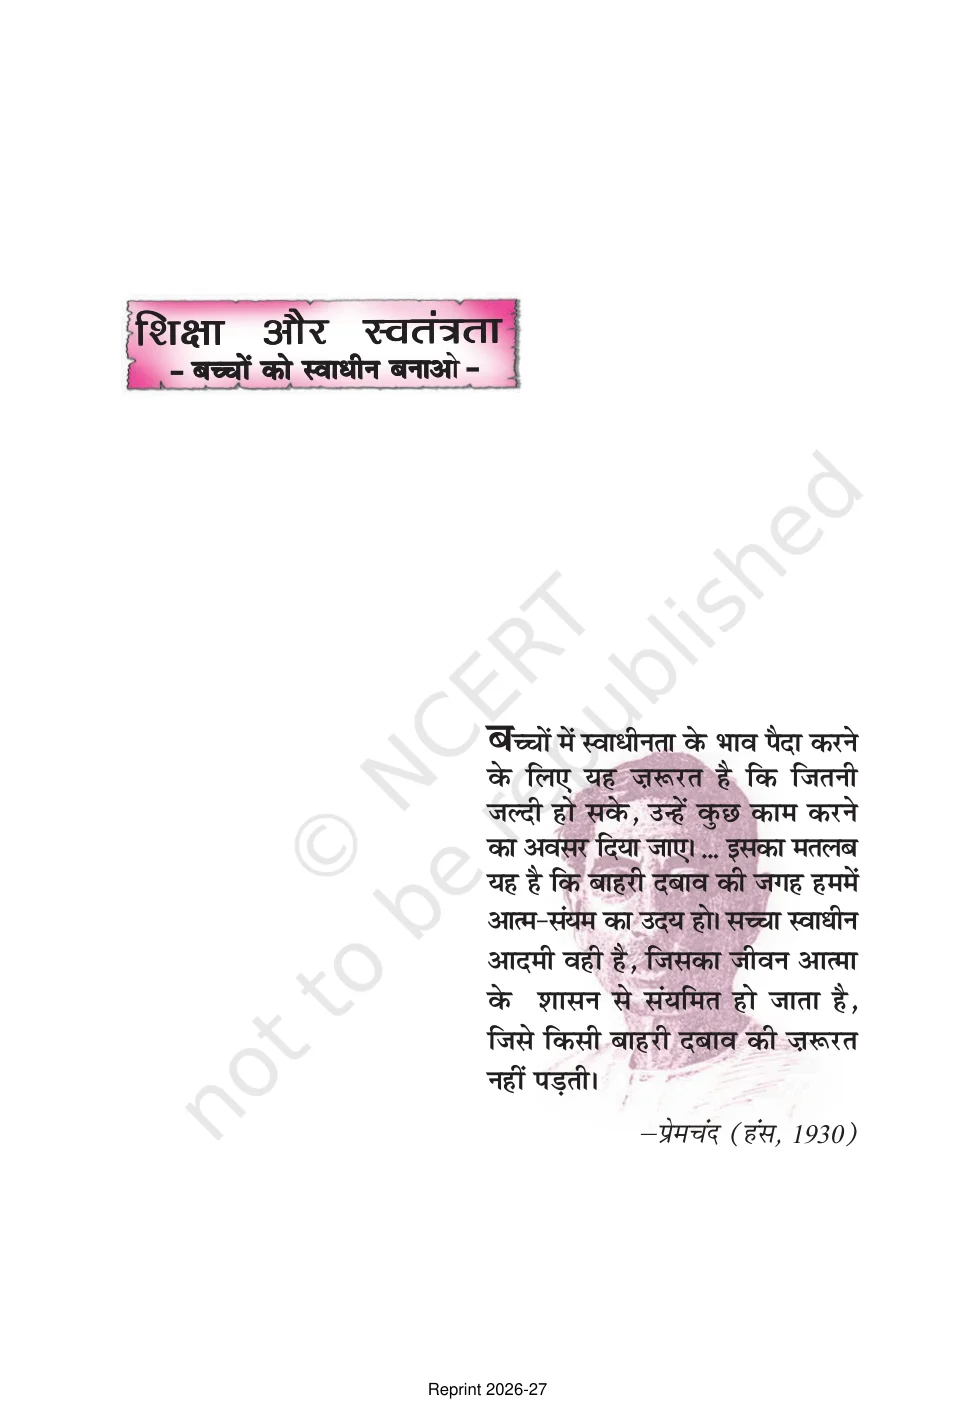 शिक्षा और स्वतंत्रता
– बच्चों को स्वाधीन बनाओ –
© NCERT
not to be republished
बच्चों में स्वाधीनता के भाव पैदा करने
के लिए यह ज़रूरत है कि जितनी
जल्दी हो सके, उन्हें कुछ काम करने
का अवसर दिया जाए। ... इसका मतलब
यह है कि बाहरी दबाव की जगह हममें
आत्म-संयम का उदय हो। सच्चा स्वाधीन
आदमी वही है, जिसका जीवन आत्मा
के शासन से संयमित हो जाता है,
जिसे किसी बाहरी दबाव की ज़रूरत
नहीं पड़ती।
–प्रेमचंद (हंस, 1930)
Reprint 2026-27